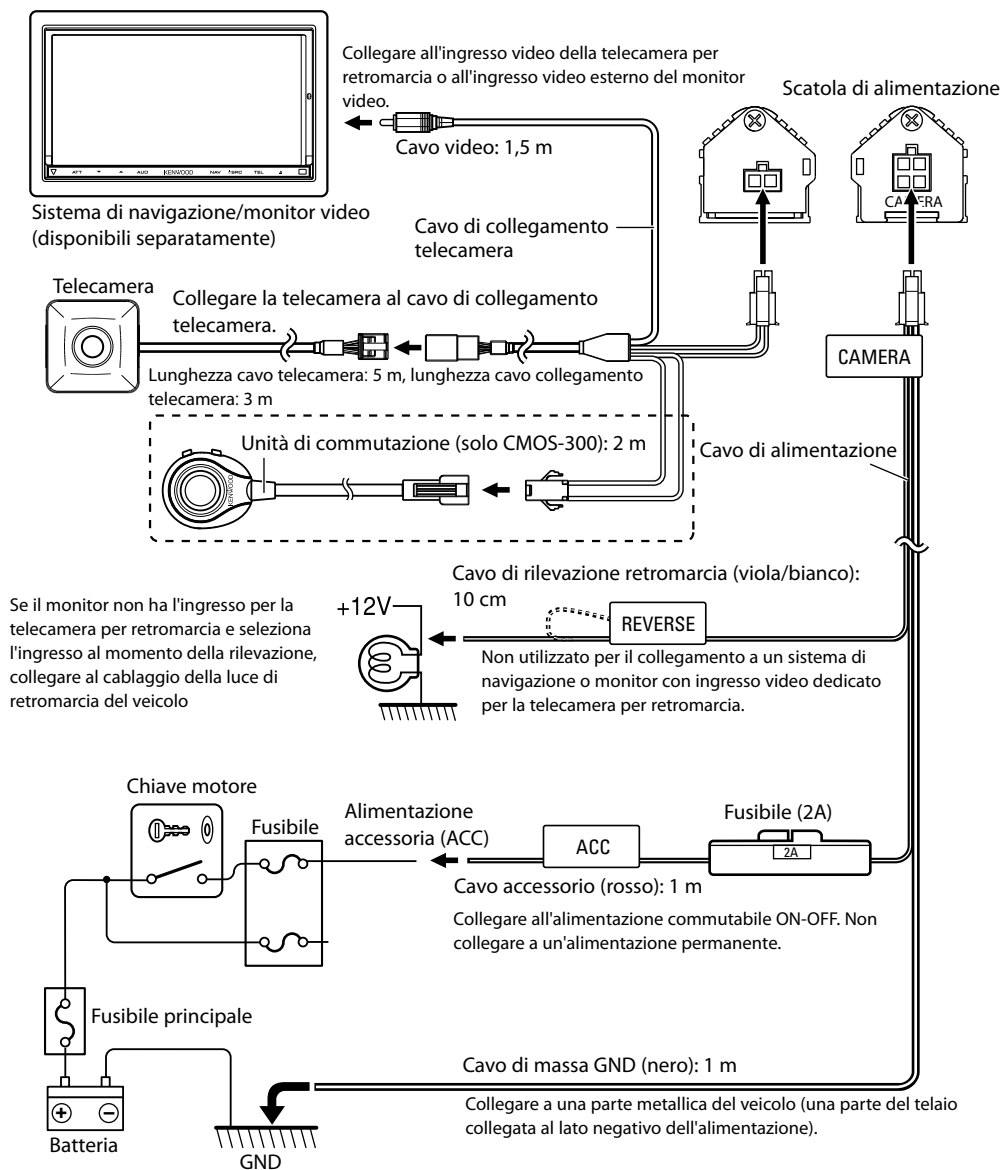 Collegare all'ingresso video della telecamera per
retromarcia o all'ingresso video esterno del monitor
video.
Scatola di alimentazione
Cavo video: 1,5 m
ATT
AUD
KENWOOD
NAV
SRC
TEL
CAMERA
Sistema di navigazione/monitor video
(disponibili separatamente)
Cavo di collegamento
telecamera
Telecamera
Collegare la telecamera al cavo di collegamento
telecamera.
CAMERA
Lunghezza cavo telecamera: 5 m, lunghezza cavo collegamento
telecamera: 3 m
Unità di commutazione (solo CMOS-300): 2 m
KENWOOD
Cavo di alimentazione
Cavo di rilevazione retromarcia (viola/bianco):
10 cm
Se il monitor non ha l'ingresso per la
telecamera per retromarcia e seleziona
l'ingresso al momento della rilevazione,
collegare al cablaggio della luce di
retromarcia del veicolo
+12V
REVERSE
Non utilizzato per il collegamento a un sistema di
navigazione o monitor con ingresso video dedicato
per la telecamera per retromarcia.
Chiave motore
Fusibile
Alimentazione
accessoria (ACC)
ACC
Fusibile (2A)
2A
Cavo accessorio (rosso): 1 m
Collegare all'alimentazione commutabile ON-OFF. Non
collegare a un'alimentazione permanente.
Fusibile principale
Cavo di massa GND (nero): 1 m
Collegare a una parte metallica del veicolo (una parte del telaio
collegata al lato negativo dell'alimentazione).
Batteria
GND